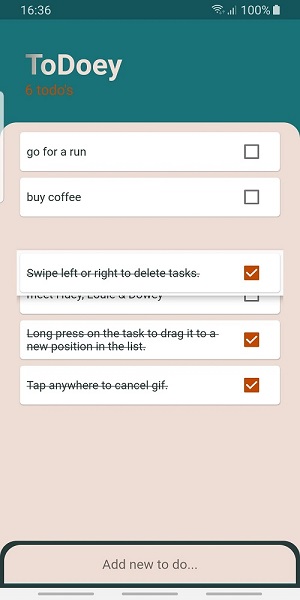 16:36
100%
ToDoey
6 todo's
go for a run
buy coffee
Swipe left or right to delete tasks.
meet Huey, Louie & Dewey
Long press on the task to drag it to a
new position in the list.
Tap anywhere to cancel gif.
Add new to do...